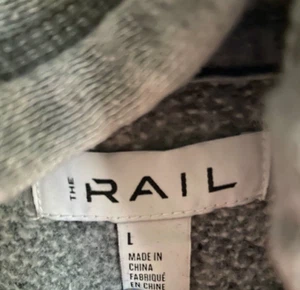 THE RAIL
L
MADE IN
CHINA
FABRIQUÉ
EN CHINE